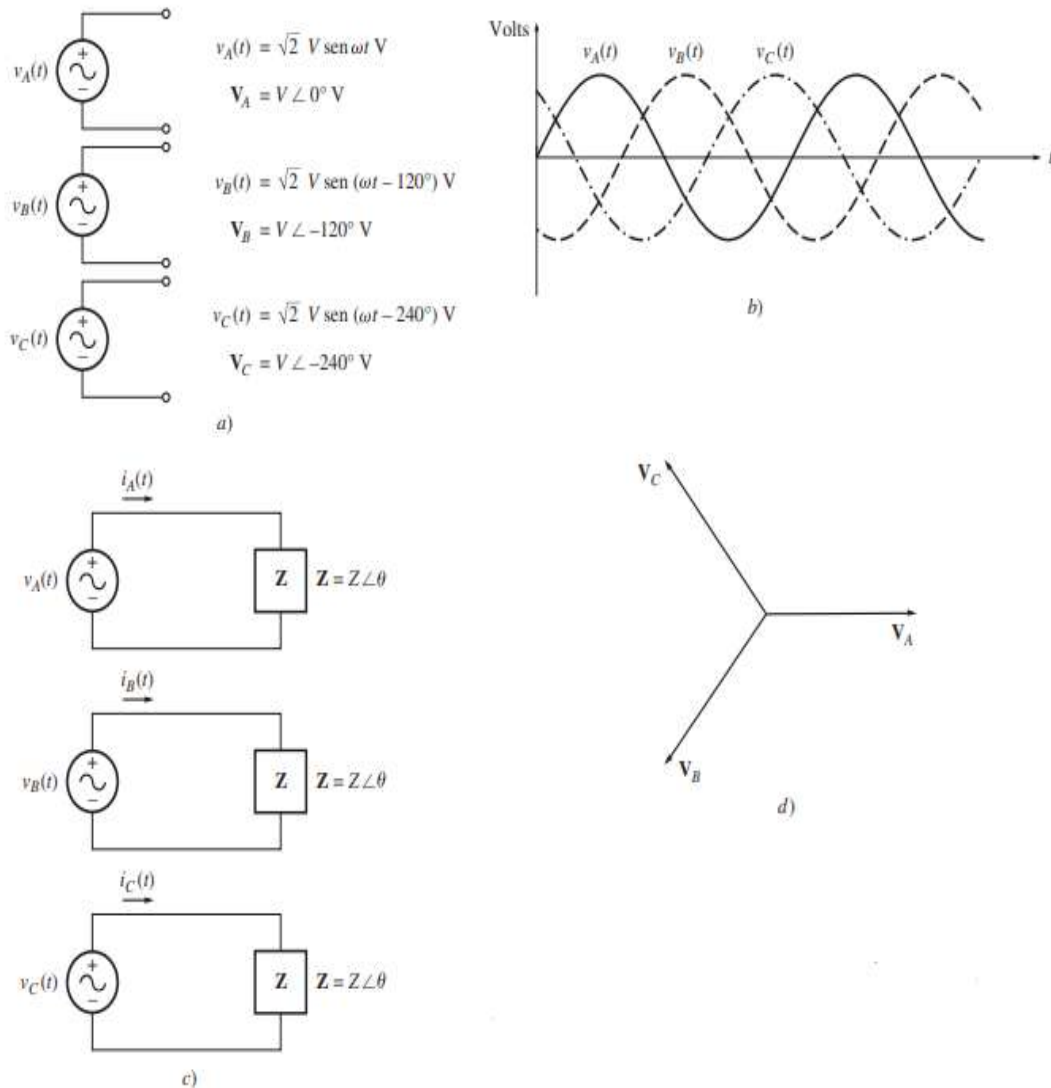 v_A(t)
+
−
v_A(t) = √2 V sen ωt V
V_A = V∠0° V
v_B(t)
+
−
v_B(t) = √2 V sen (ωt – 120°) V
V_B = V∠–120° V
v_C(t)
+
−
v_C(t) = √2 V sen (ωt – 240°) V
V_C = V∠–240° V
a)
Volts
v_A(t) v_B(t) v_C(t)
t
b)
i_A(t)
v_A(t)
+
−
Z Z = Z∠θ
i_B(t)
v_B(t)
+
−
Z Z = Z∠θ
i_C(t)
v_C(t)
+
−
Z Z = Z∠θ
c)
V_C
V_A
V_B
d)